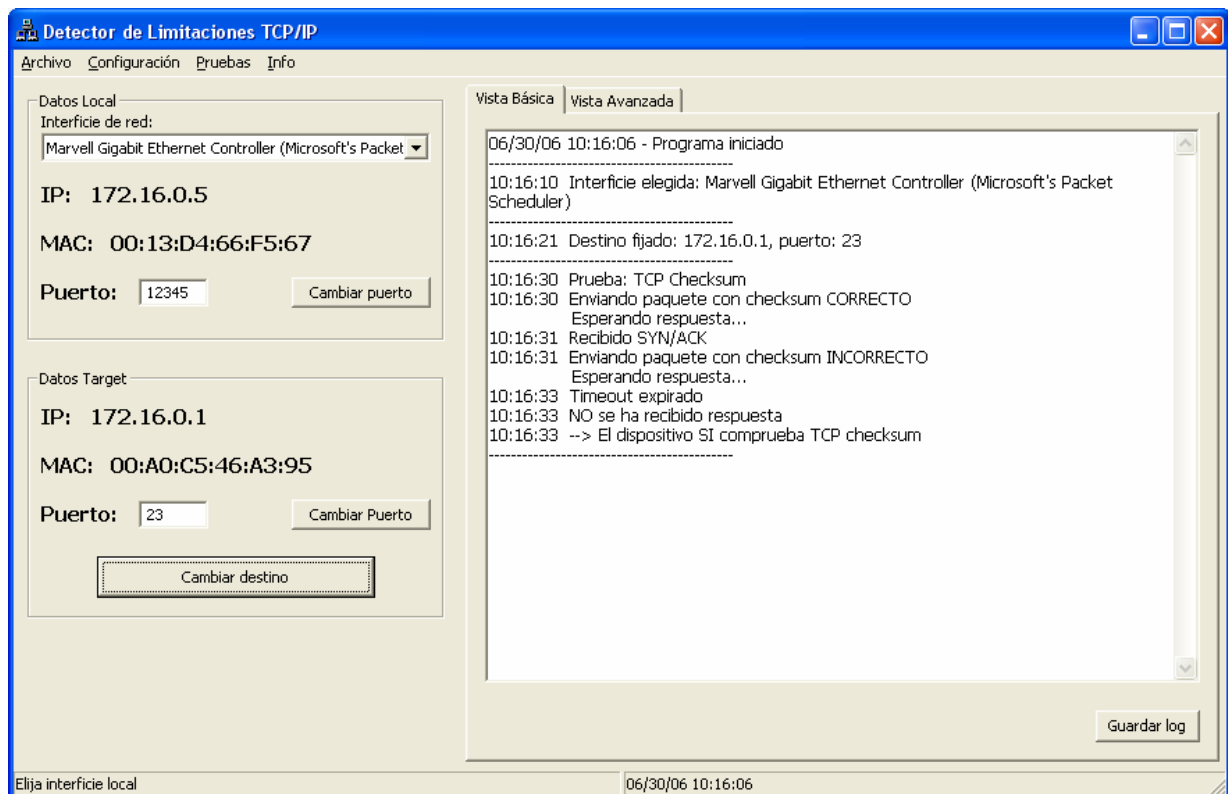 Detector de Limitaciones TCP/IP
Archivo Configuración Pruebas Info
Datos Local
Interficie de red:
Marvell Gigabit Ethernet Controller (Microsoft's Packet
IP: 172.16.0.5
MAC: 00:13:D4:66:F5:67
Puerto: 12345 Cambiar puerto
Datos Target
IP: 172.16.0.1
MAC: 00:A0:C5:46:A3:95
Puerto: 23 Cambiar Puerto
Cambiar destino
Vista Básica Vista Avanzada
06/30/06 10:16:06 - Programa iniciado
--------------------------------------------
10:16:10 Interficie elegida: Marvell Gigabit Ethernet Controller (Microsoft's Packet
Scheduler)
--------------------------------------------
10:16:21 Destino fijado: 172.16.0.1, puerto: 23
--------------------------------------------
10:16:30 Prueba: TCP Checksum
10:16:30 Enviando paquete con checksum CORRECTO
Esperando respuesta...
10:16:31 Recibido SYN/ACK
10:16:31 Enviando paquete con checksum INCORRECTO
Esperando respuesta...
10:16:33 Timeout expirado
10:16:33 NO se ha recibido respuesta
10:16:33 --> El dispositivo SI comprueba TCP checksum
--------------------------------------------
Guardar log
Elija interficie local 06/30/06 10:16:06